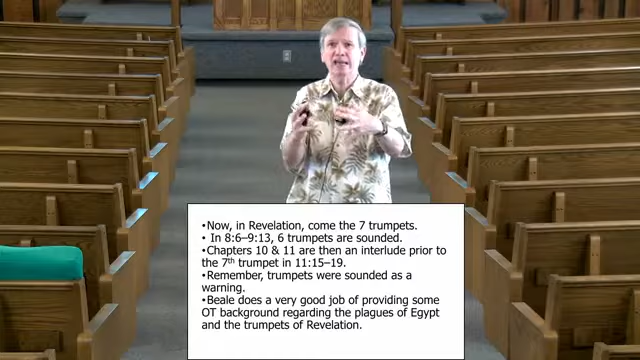 •Now, in Revelation, come the 7 trumpets.
• In 8:6–9:13, 6 trumpets are sounded.
•Chapters 10 & 11 are then an interlude prior to
the 7th trumpet in 11:15–19.
•Remember, trumpets were sounded as a
warning.
•Beale does a very good job of providing some
OT background regarding the plagues of Egypt
and the trumpets of Revelation.